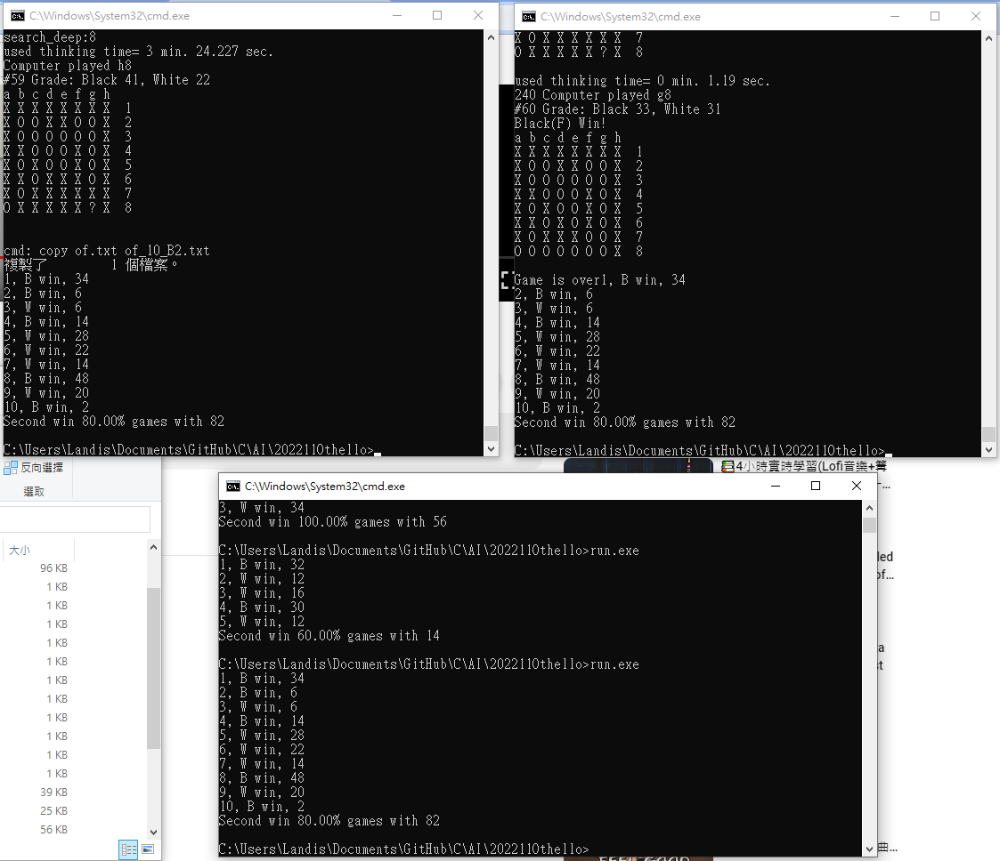 C:\Windows\System32\cmd.exe
search_deep:8
used thinking time= 3 min. 24.227 sec.
Computer played h8
#59 Grade: Black 41, White 22
a b c d e f g h
X X X X X X X X 1
X O O X X O X X 2
X O O O O O O X 3
X X O O O X O X 4
X O X O O X O X 5
X X O X O X O X 6
X O X X X X X X 7
O X X X X X ? X 8
cmd: copy of.txt of_10_B2.txt
複製了 1 個檔案。
1, B win, 34
2, B win, 6
3, W win, 6
4, B win, 14
5, W win, 28
6, W win, 22
7, W win, 14
8, B win, 48
9, W win, 20
10, B win, 2
Second win 80.00% games with 82
C:\Users\Landis\Documents\GitHub\C\AI\202211Othello>
C:\Windows\System32\cmd.exe
X O X X X X X X 7
O X X X X X ? X 8
used thinking time= 0 min. 1.19 sec.
240 Computer played g8
#60 Grade: Black 33, White 31
Black(F) Win!
a b c d e f g h
X X X X X X X X 1
X O O X X O O X 2
X O O O O O O X 3
X X O O O X O X 4
X O X O O X O X 5
X X O X O X O X 6
X O X X X O O X 7
O O O O O O O X 8
Game is over1, B win, 34
2, B win, 6
3, W win, 6
4, B win, 14
5, W win, 28
6, W win, 22
7, W win, 14
8, B win, 48
9, W win, 20
10, B win, 2
Second win 80.00% games with 82
C:\Users\Landis\Documents\GitHub\C\AI\202211Othello>
反向選擇
選取
大小
96 KB
1 KB
1 KB
1 KB
1 KB
1 KB
1 KB
1 KB
1 KB
1 KB
1 KB
1 KB
39 KB
25 KB
56 KB
4小時實時學習(Lofi音樂+篝
C:\Windows\System32\cmd.exe
3, W win, 34
Second win 100.00% games with 56
C:\Users\Landis\Documents\GitHub\C\AI\202211Othello>run.exe
1, B win, 32
2, W win, 12
3, W win, 16
4, B win, 30
5, W win, 12
Second win 60.00% games with 14
C:\Users\Landis\Documents\GitHub\C\AI\202211Othello>run.exe
1, B win, 34
2, B win, 6
3, W win, 6
4, B win, 14
5, W win, 28
6, W win, 22
7, W win, 14
8, B win, 48
9, W win, 20
10, B win, 2
Second win 80.00% games with 82
C:\Users\Landis\Documents\GitHub\C\AI\202211Othello>